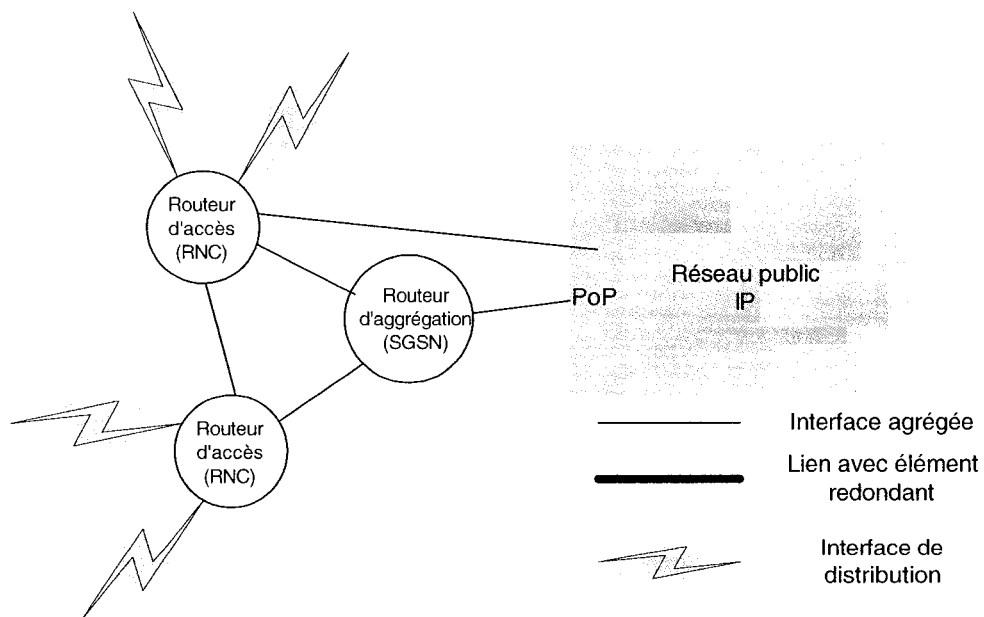 Routeur
d'accès
(RNC)
Routeur
d'aggrégation
(SGSN)
PoP
Réseau public
IP
Routeur
d'accès
(RNC)
Interface agrégée
Lien avec élément
redondant
Interface de
distribution